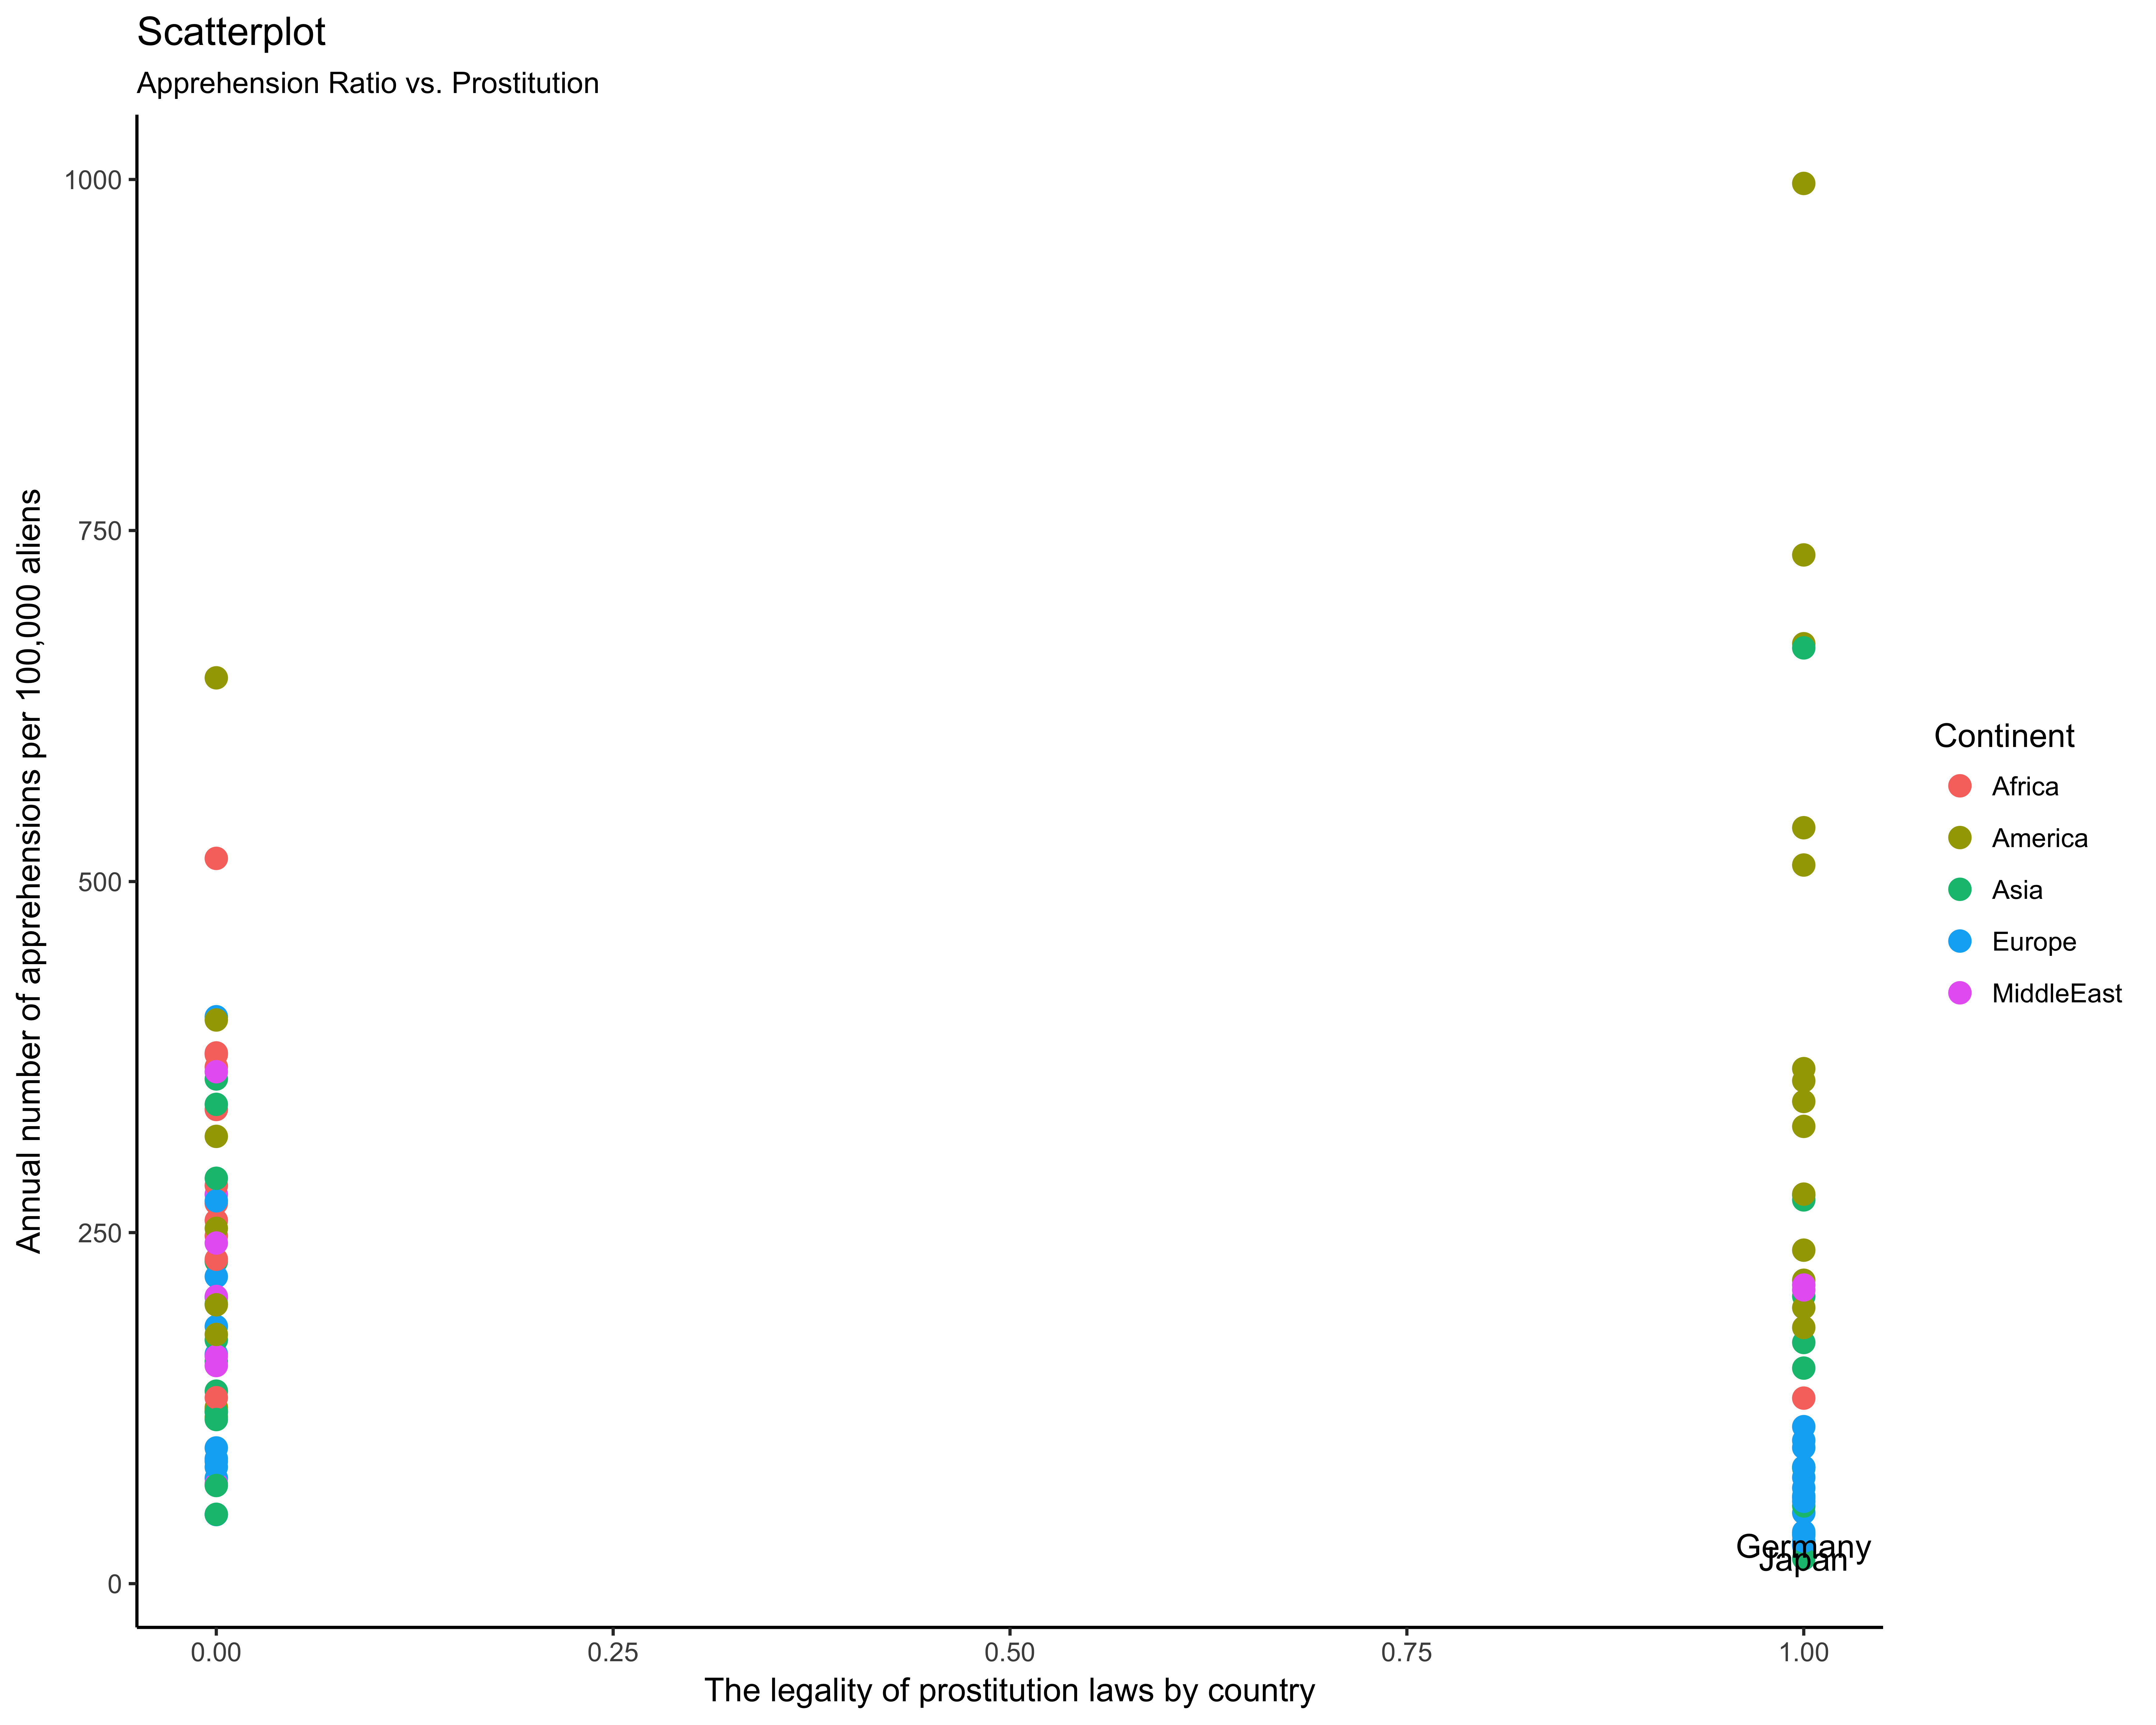 Scatterplot
Apprehension Ratio vs. Prostitution
Annual number of apprehensions per 100,000 aliens
1000
750
500
250
0
Germany
Japan
0.00
0.25
0.50
0.75
1.00
The legality of prostitution laws by country
Continent
Africa
America
Asia
Europe
MiddleEast